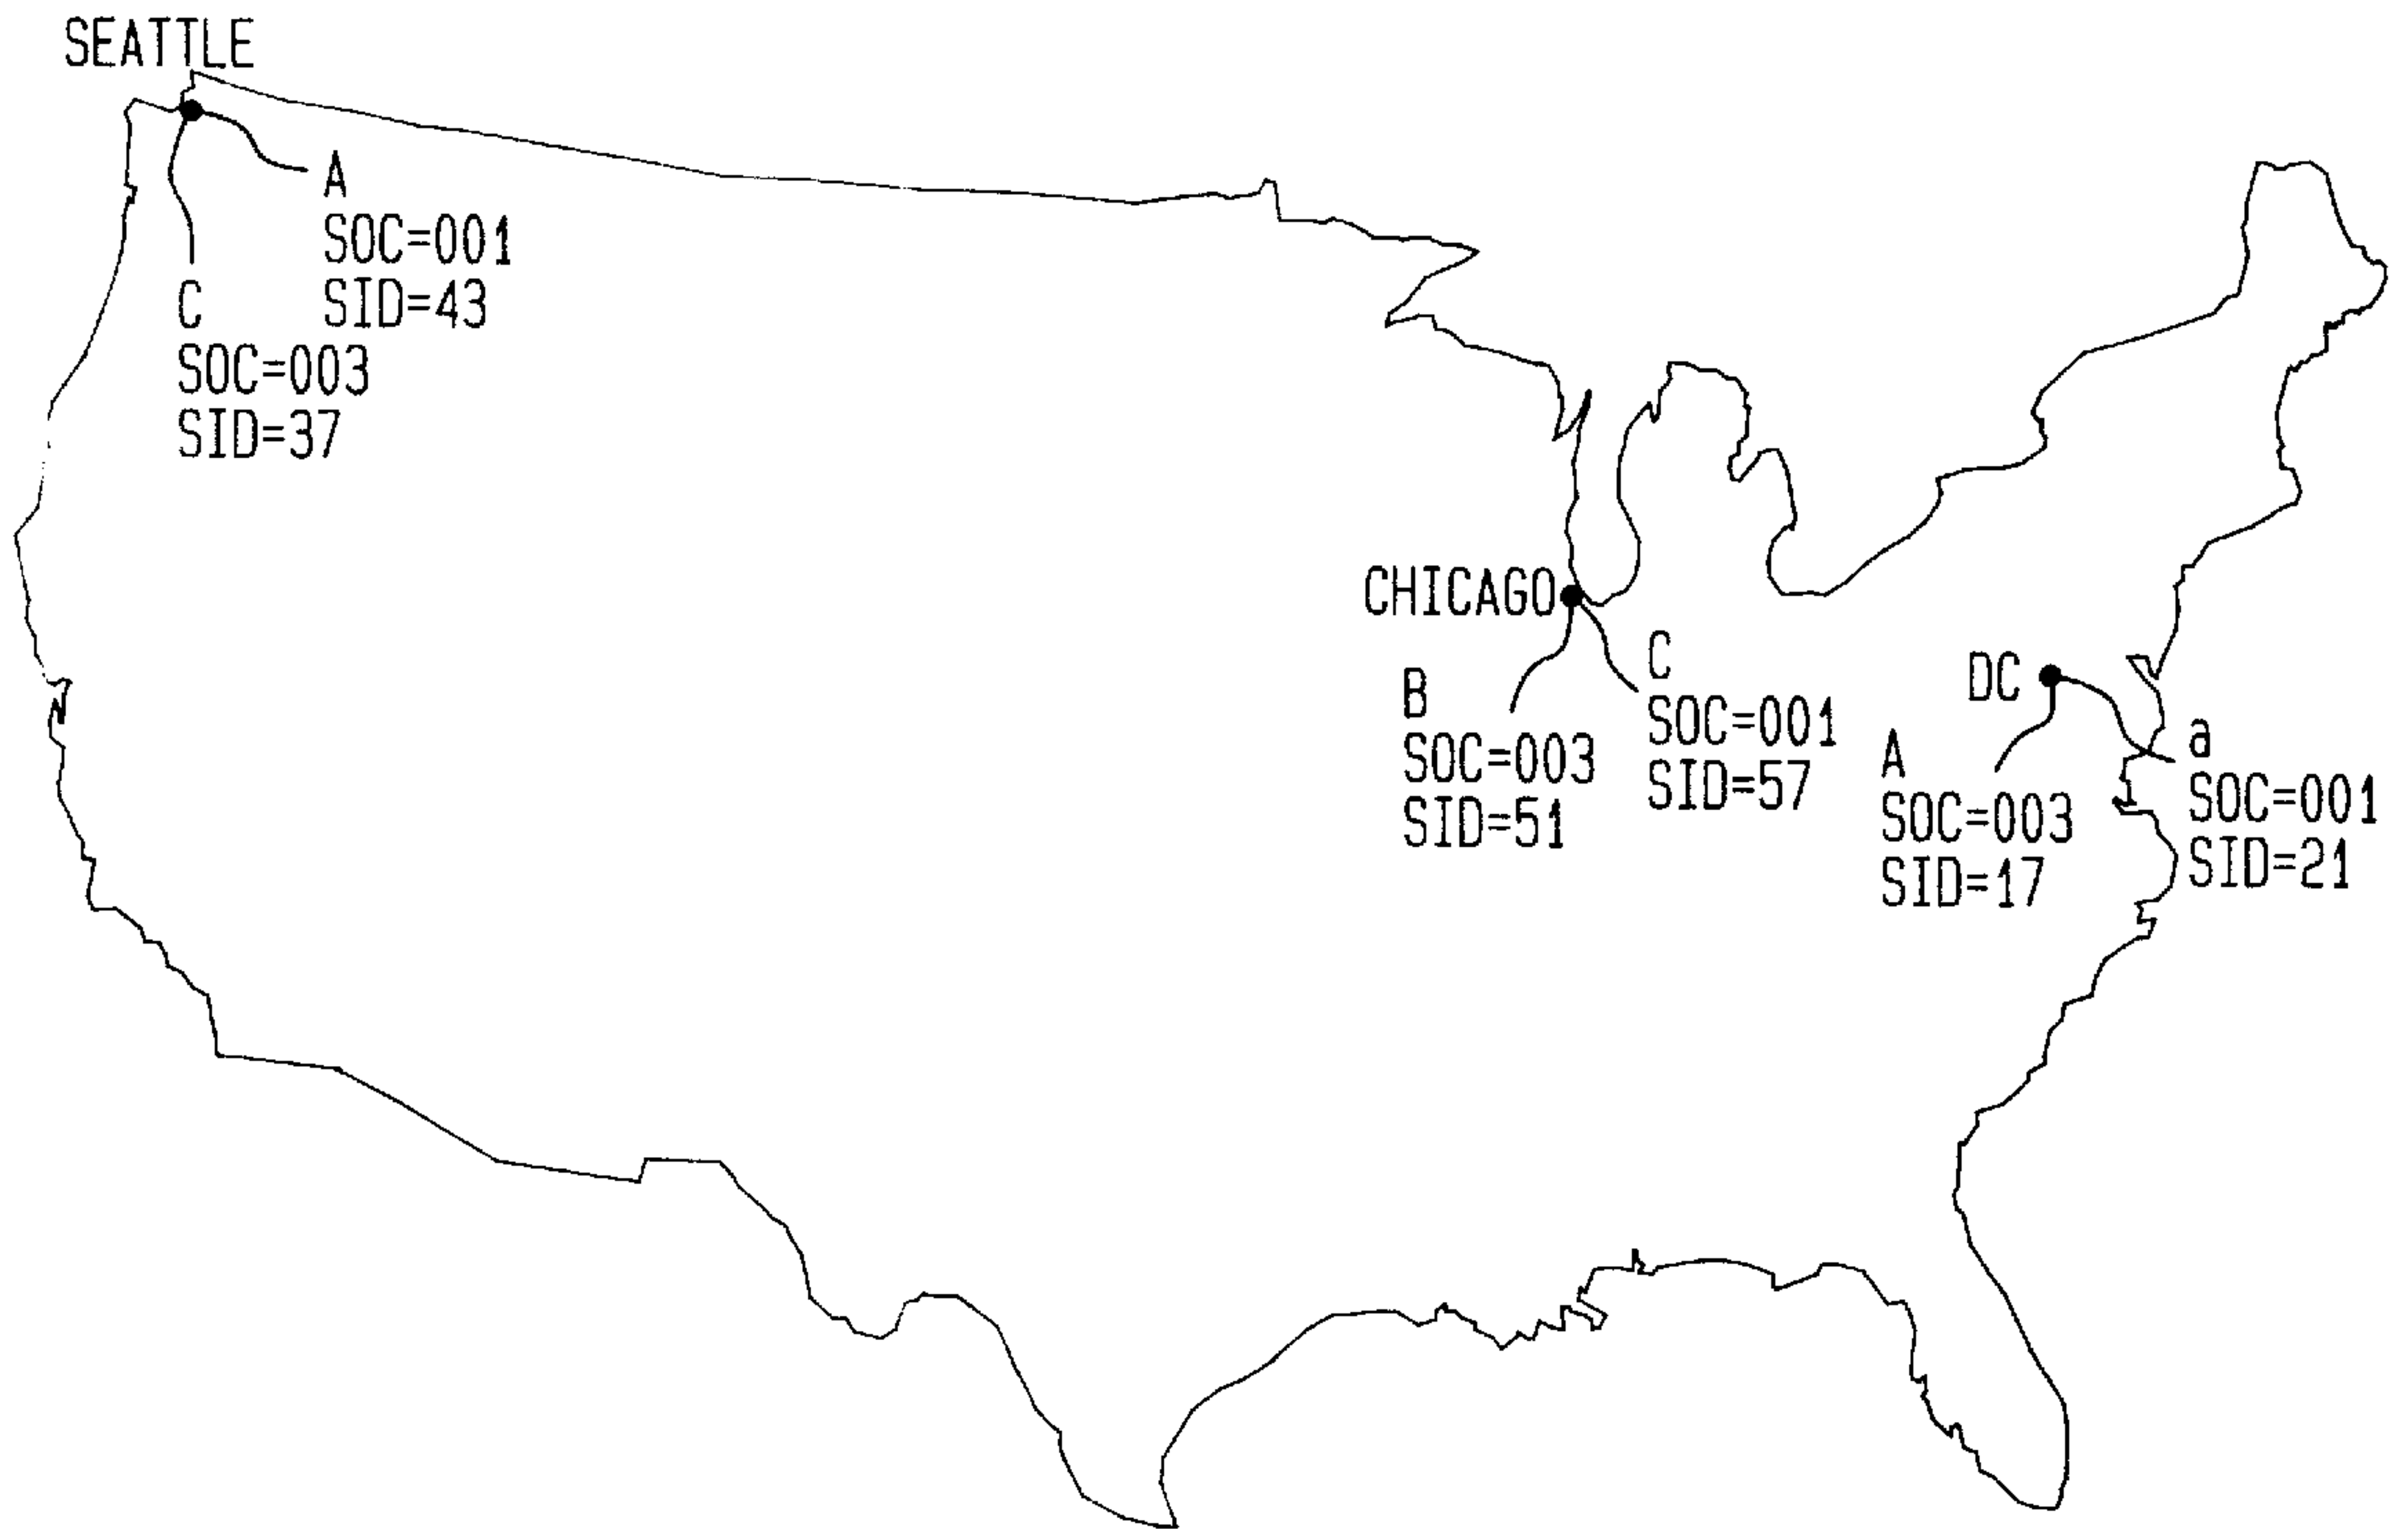 SEATTLE
A
SOC=001
SID=43
C
SOC=003
SID=37
CHICAGO
B
SOC=003
SID=51
C
SOC=001
SID=57
DC
A
SOC=003
SID=17
a
SOC=001
SID=21